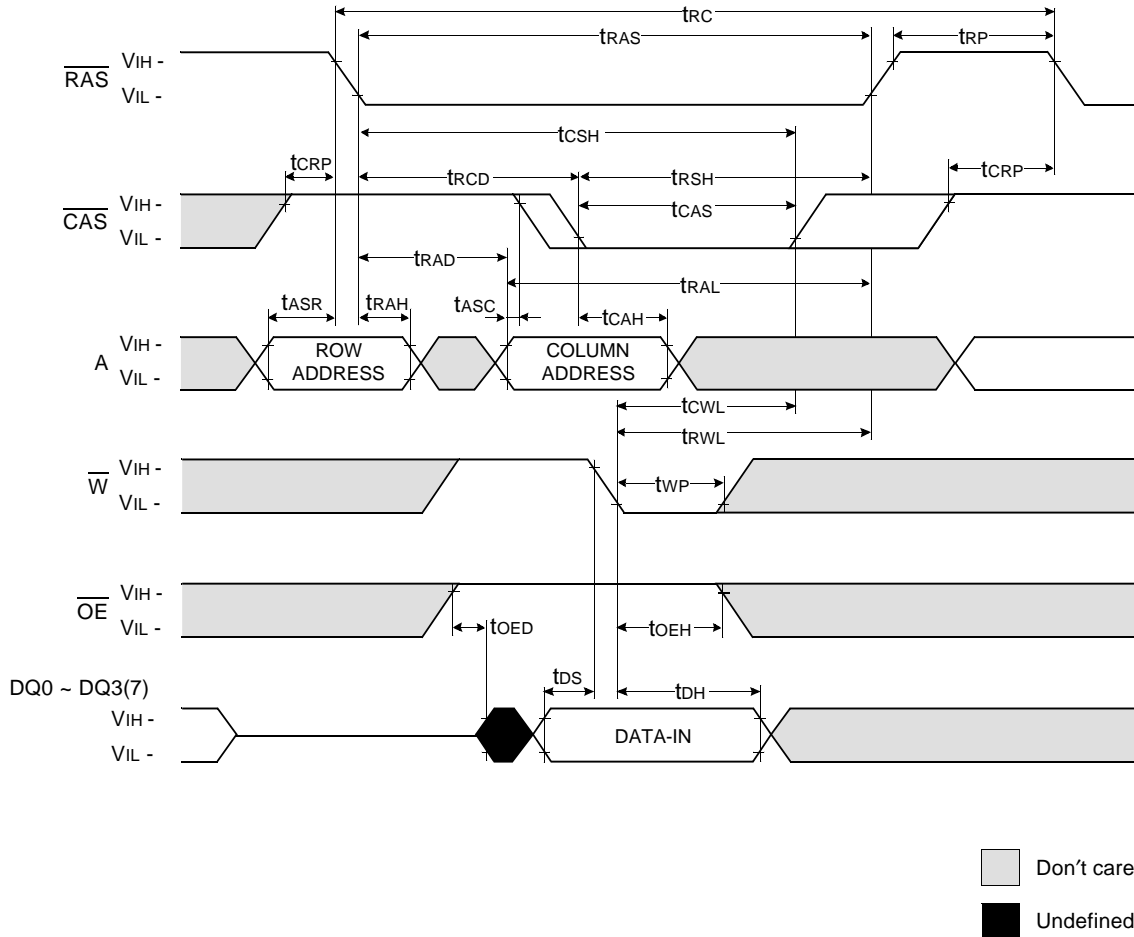 tRC
tRAS
tRP
RAS
VIH -
VIL -
tCSH
tCRP
tRCD
tRSH
tCRP
CAS
VIH -
VIL -
tCAS
tRAD
tRAL
tASR
tRAH
tASC
tCAH
A
VIH -
VIL -
ROW
ADDRESS
COLUMN
ADDRESS
tCWL
tRWL
W
VIH -
VIL -
tWP
OE
VIH -
VIL -
tOED
tOEH
DQ0 ~ DQ3(7)
tDS
tDH
VIH -
VIL -
DATA-IN
Don't care
Undefined